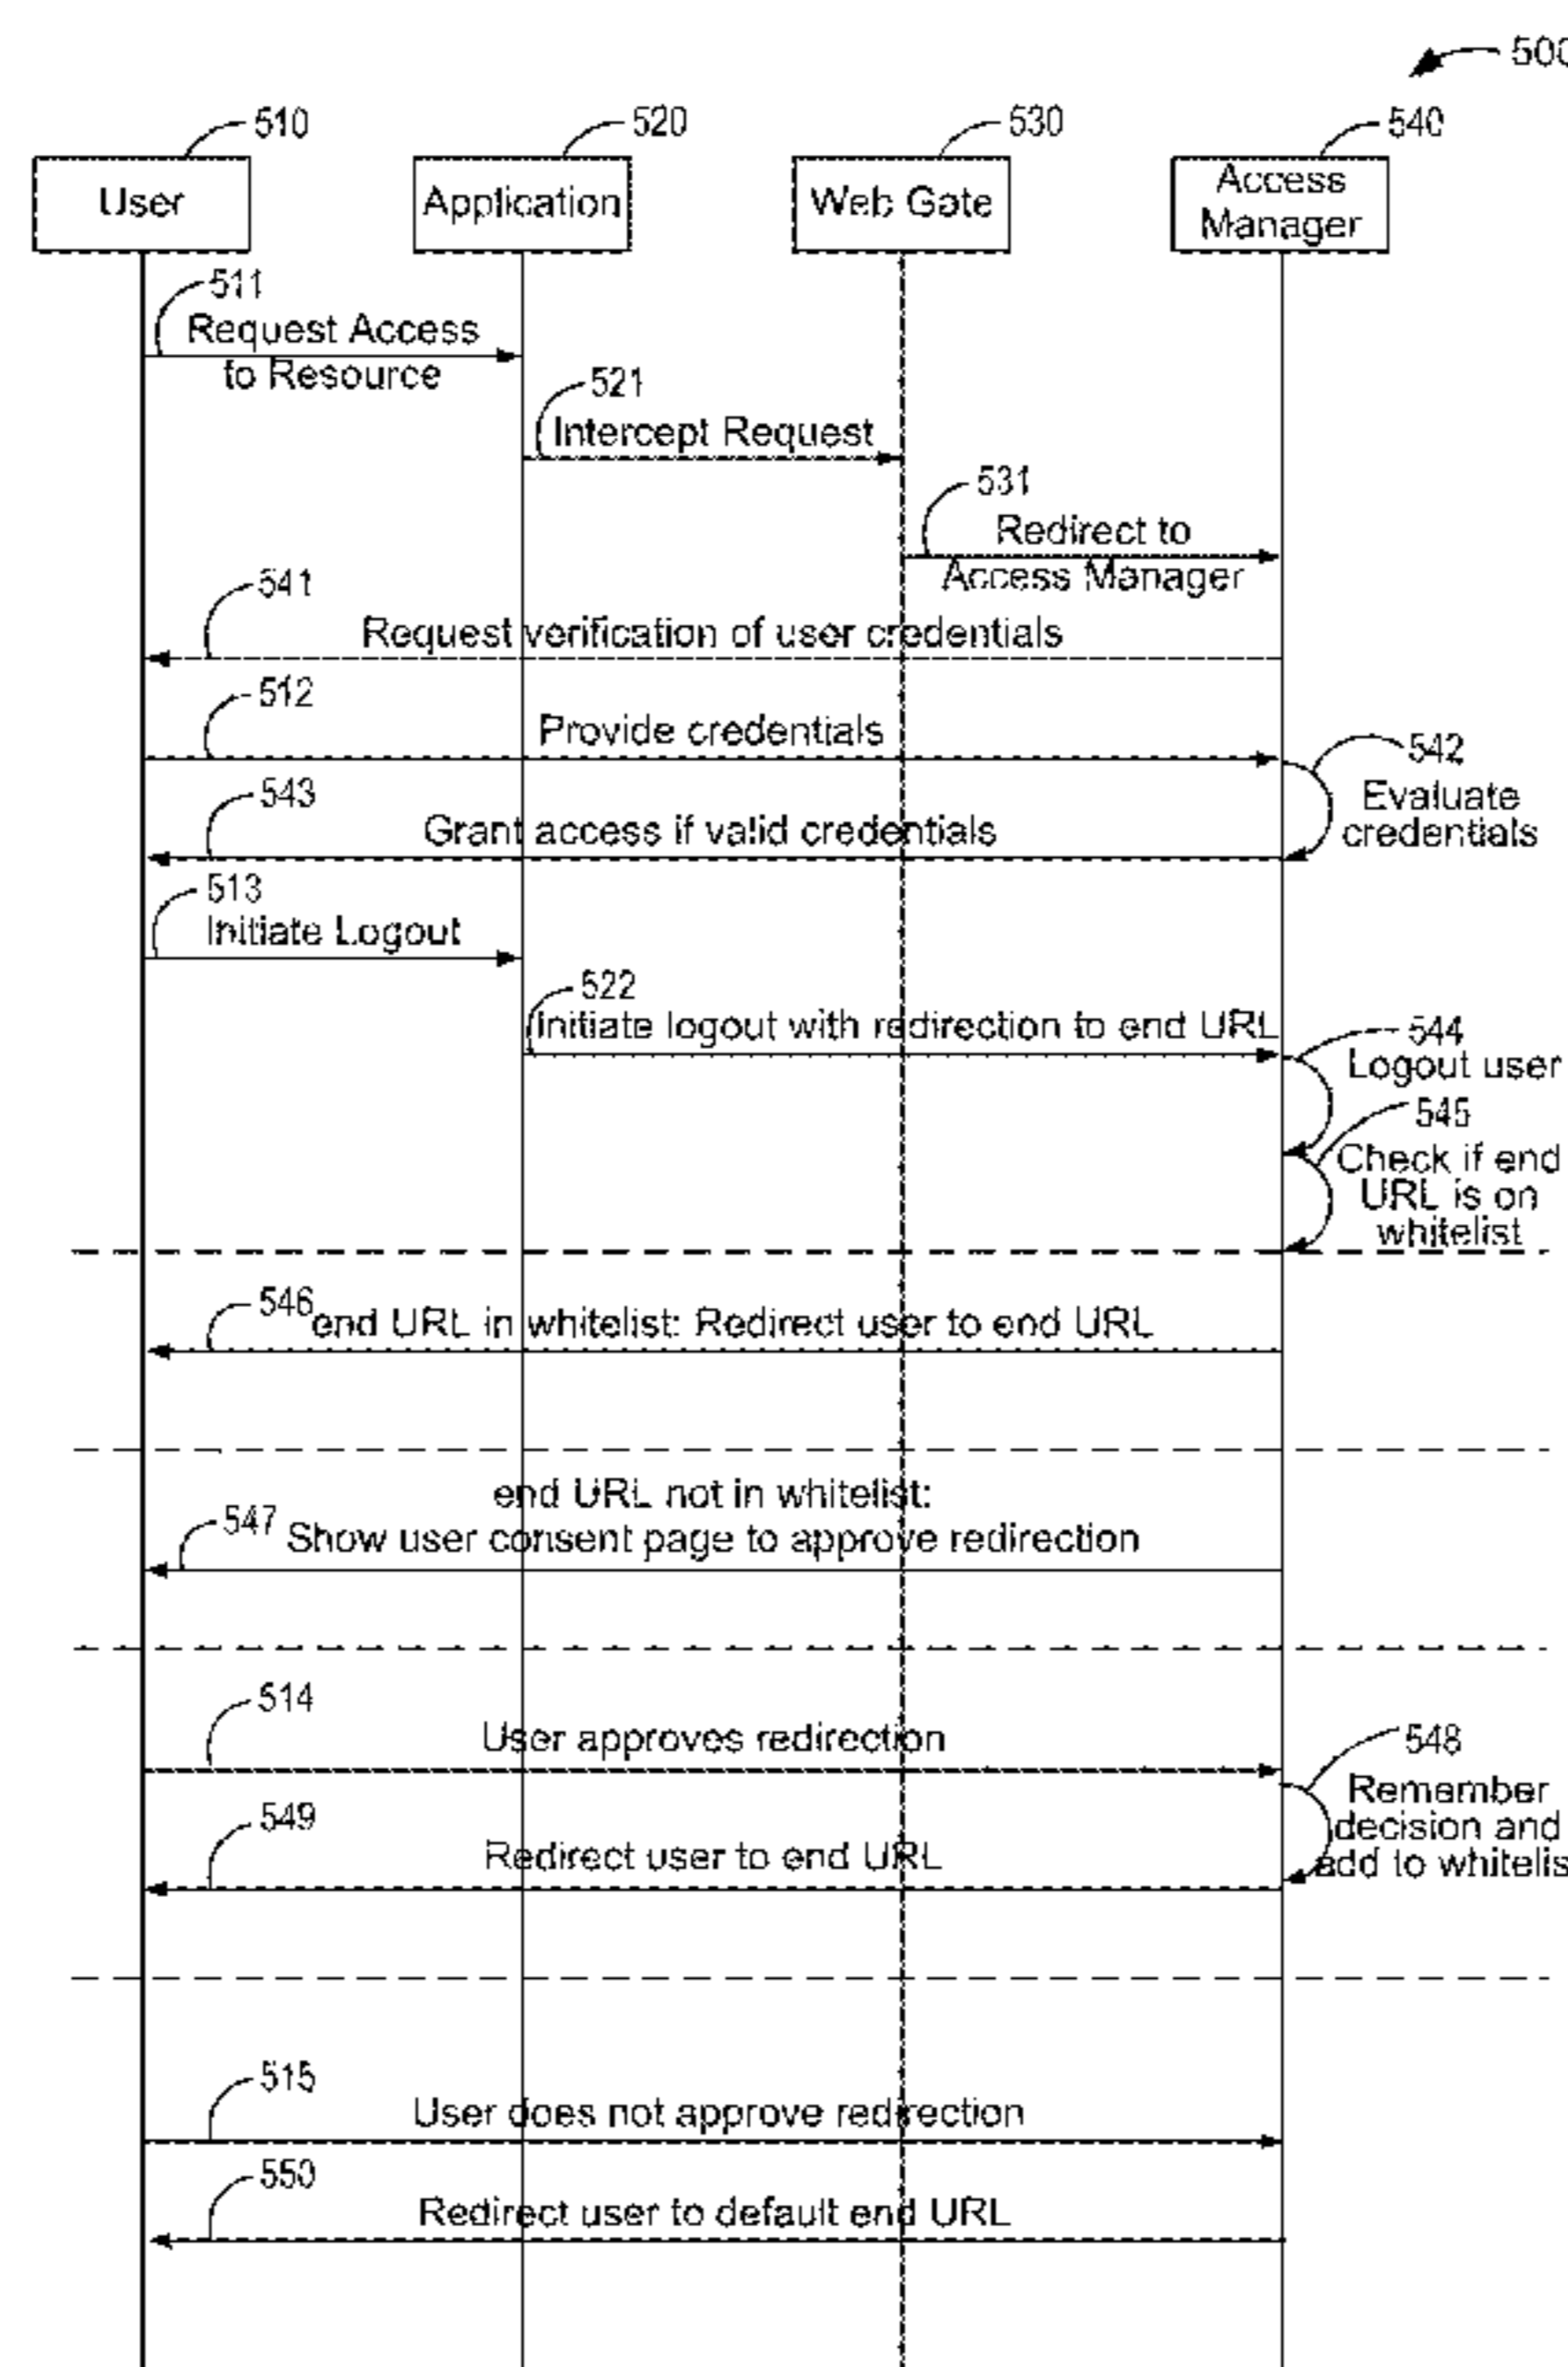 500
510
520
530
540
User
Application
Web Gate
Access
Manager
511
Request Access
to Resource
521
Intercept Request
531
Redirect to
Access Manager
541
Request verification of user credentials
512
Provide credentials
542
Evaluate
credentials
543
Grant access if valid credentials
513
Initiate Logout
522
Initiate logout with redirection to end URL
544
Logout user
545
Check if end
URL is on
whitelist
546
end URL in whitelist: Redirect user to end URL
end URL not in whitelist:
547
Show user consent page to approve redirection
514
User approves redirection
548
Remember
decision and
add to whitelis
549
Redirect user to end URL
515
User does not approve redirection
550
Redirect user to default end URL